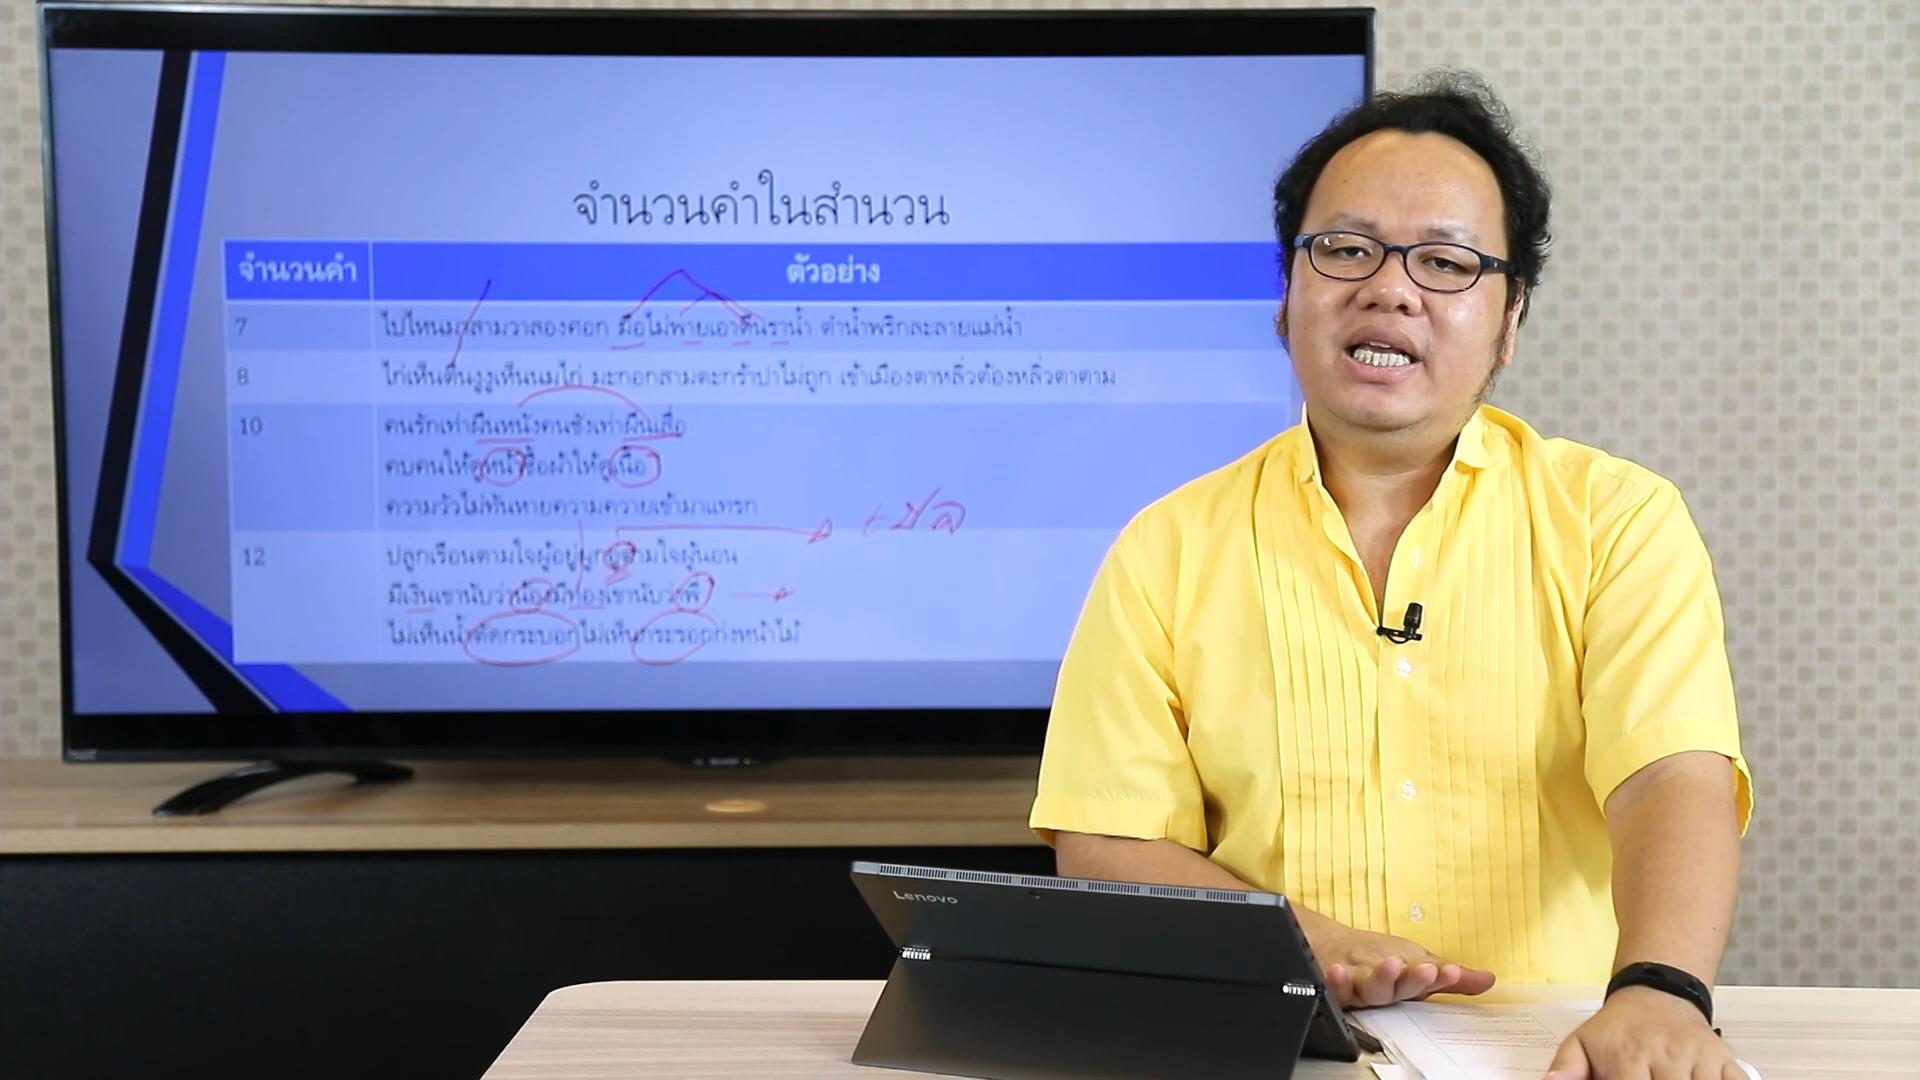 จำนวนคำในสำนวน
จำนวนคำ ตัวอย่าง
7 ไปไหนมาสามวาสองศอก มือไม่พายเอาตีนราน้ำ ตำน้ำพริกละลายแม่น้ำ
8 ไก่เห็นตีนงูงูเห็นนมไก่ มะกอกสามตะกร้าปาไม่ถูก เข้าเมืองตาหลิ่วต้องหลิ่วตาตาม
10 คนรักเท่าผืนหนังคนชังเท่าผืนเสื่อ
คบคนให้ดูหน้าซื้อผ้าให้ดูเนื้อ
ความวัวไม่ทันหายความควายเข้ามาแทรก
12 ปลูกเรือนตามใจผู้อยู่ผูกอู่ตามใจผู้นอน
มีเงินเขานับว่าน้องมีทองเขานับว่าพี่
ไม่เห็นน้ำตัดกระบอกไม่เห็นกระรอกก่งหน้าไม้
เปล
Lenovo